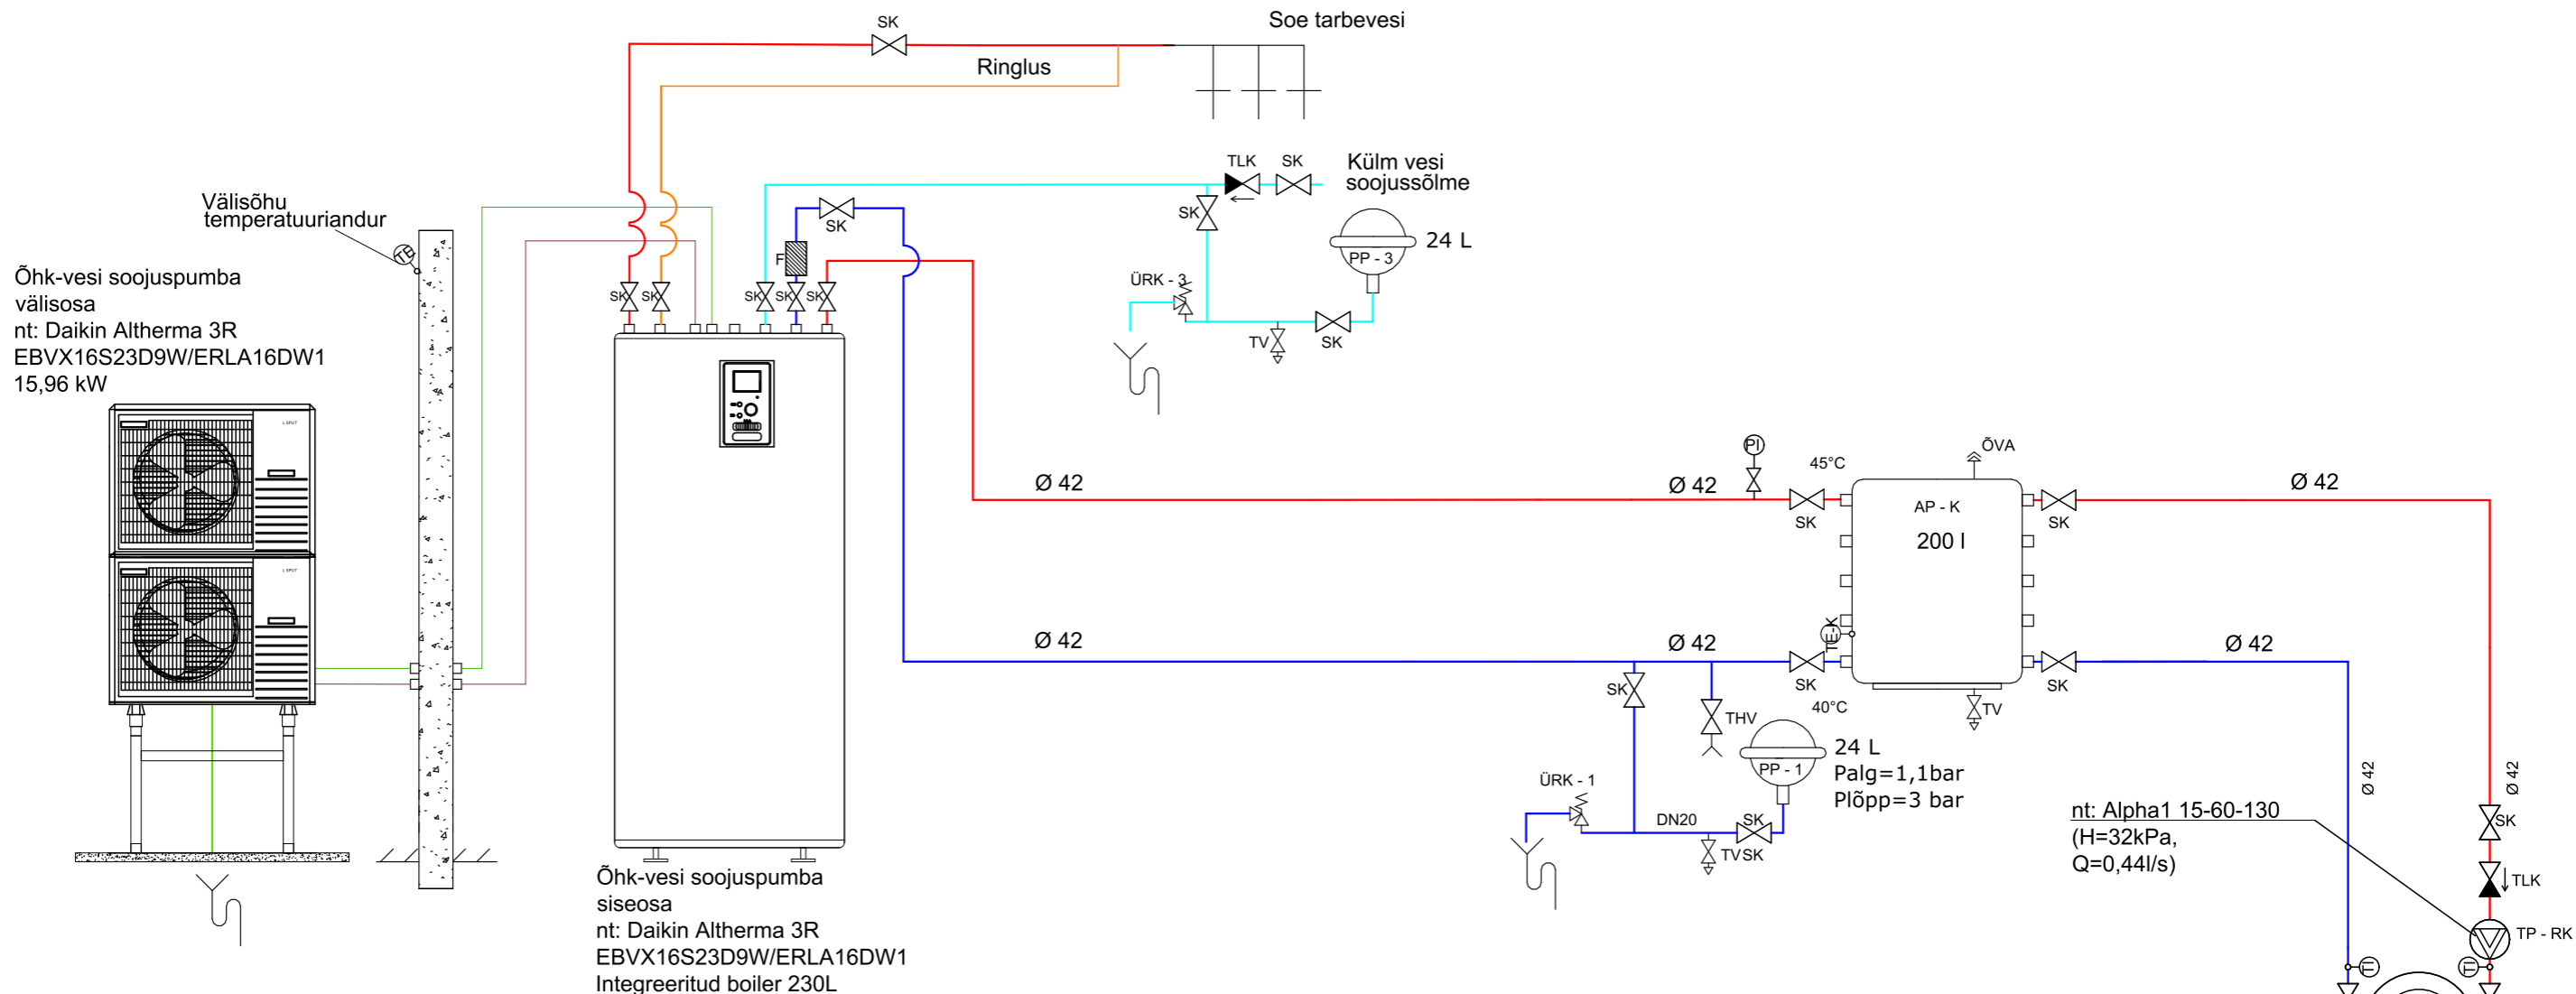 SK
Soe tarbevesi
Ringlus
TLK
SK
Külm vesi
soojussõlme
SK
SK
24 L
PP - 3
ÜRK - 3
TV
SK
Välisõhu
temperatuuriandur
TE
F
SK
SK
SK
SK
SK
Õhk-vesi soojuspumba
välisosa
nt: Daikin Altherma 3R
EBVX16S23D9W/ERLA16DW1
15,96 kW
PI
45°C
ÕVA
Ø 42
Ø 42
Ø 42
SK
AP - K
SK
200 l
TE-K
Ø 42
Ø 42
Ø 42
SK
SK
SK
40°C
TV
THV
24 L
PP - 1
Palg=1,1bar
Plõpp=3 bar
ÜRK - 1
DN20
SK
TV
SK
Ø 42
Ø 42
nt: Alpha1 15-60-130
(H=32kPa,
Q=0,44l/s)
SK
TLK
TP - RK
TI
TI
Õhk-vesi soojuspumba
siseosa
nt: Daikin Altherma 3R
EBVX16S23D9W/ERLA16DW1
Integreeritud boiler 230L